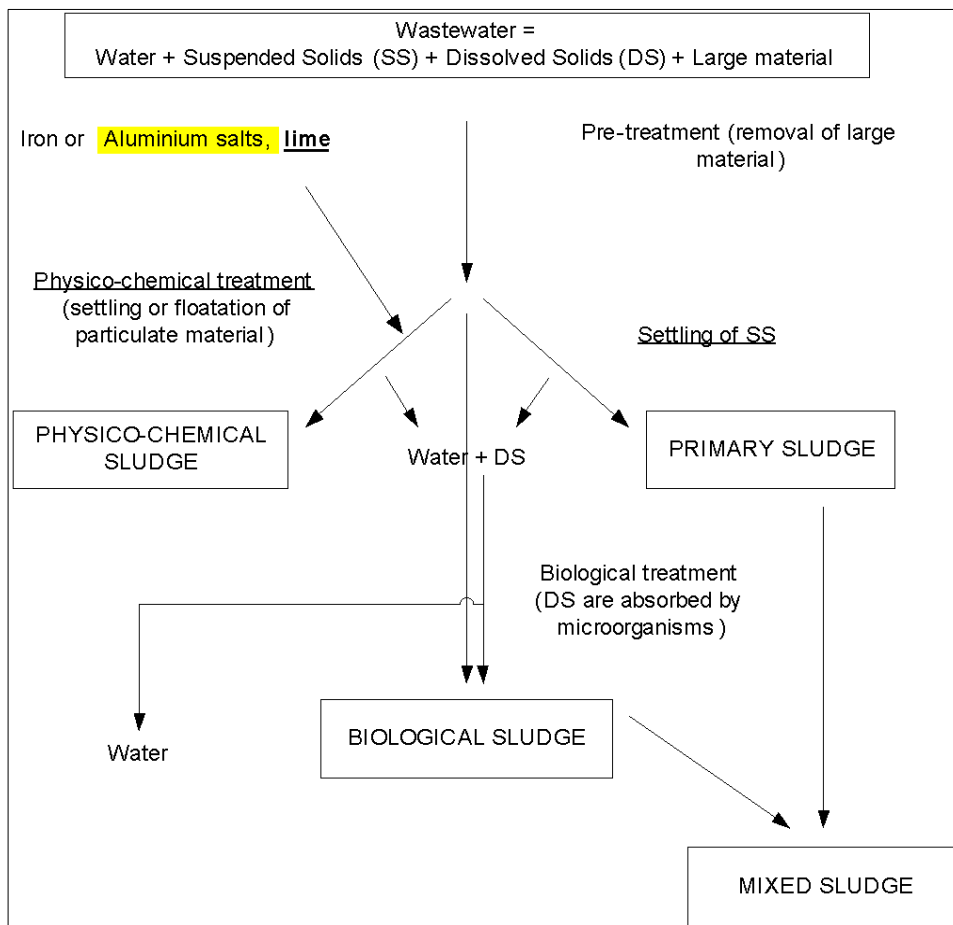 Wastewater =
Water + Suspended Solids (SS) + Dissolved Solids (DS) + Large material
Iron or Aluminium salts, lime
Pre-treatment (removal of large
material)
Physico-chemical treatment
(settling or floatation of
particulate material)
Settling of SS
PHYSICO-CHEMICAL
SLUDGE
Water + DS
PRIMARY SLUDGE
Biological treatment
(DS are absorbed by
microorganisms)
Water
BIOLOGICAL SLUDGE
MIXED SLUDGE